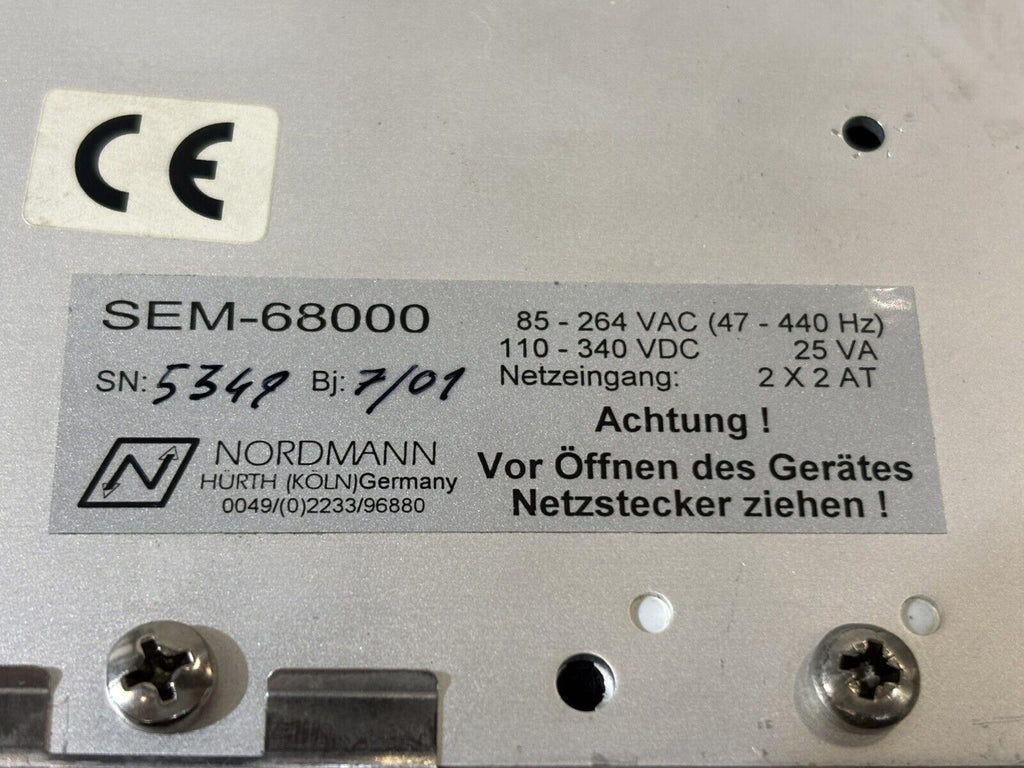 CE
SEM-68000
SN: 5349 Bj: 7/01
N NORDMANN
HÜRTH (KÖLN)Germany
0049/(0)2233/96880
85 - 264 VAC (47 - 440 Hz)
110 - 340 VDC 25 VA
Netzeingang: 2 X 2 AT
Achtung !
Vor Öffnen des Gerätes
Netzstecker ziehen !